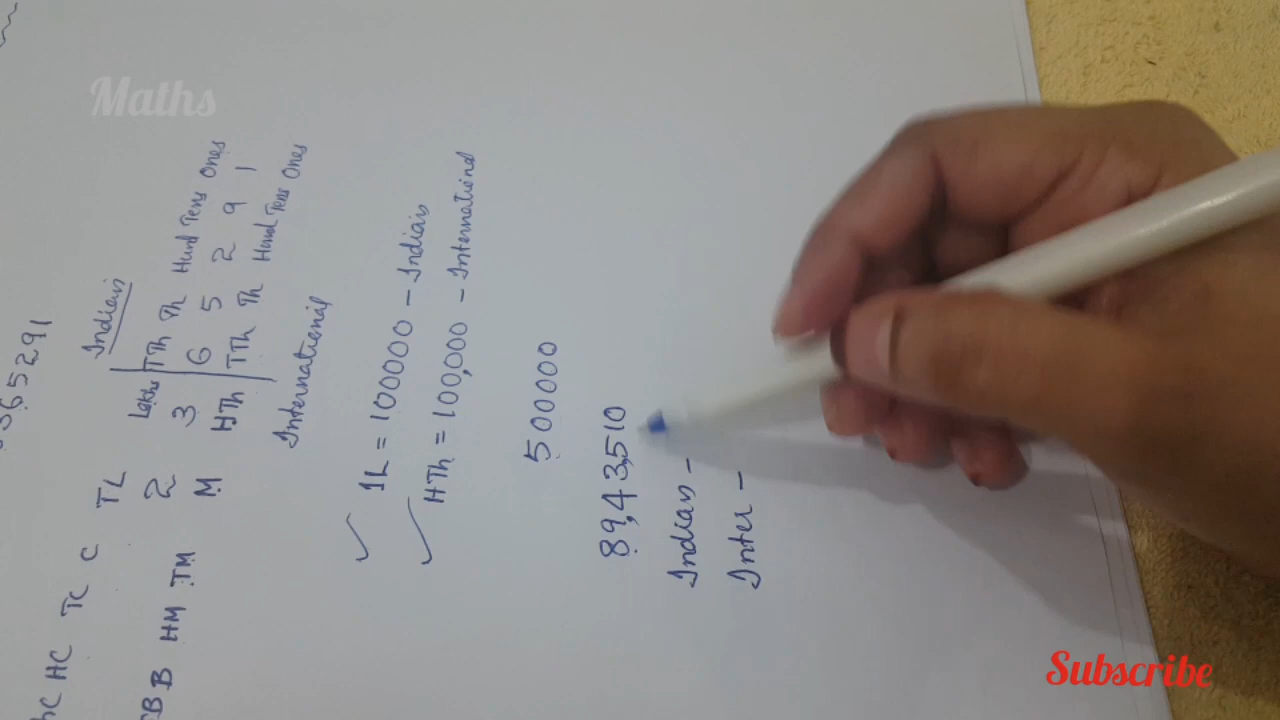 Maths
65291
HC TC C TL
Indian
Lakhs TTh Th Hund Tens Ones
2 3 6 5 2 9 1
B HM TM M HTh TTh Th Hund Tens Ones
International
1L = 100000 - Indian
HTh = 100,000 - International
500000
89,43,510
Indian -
Inter -
Subscribe